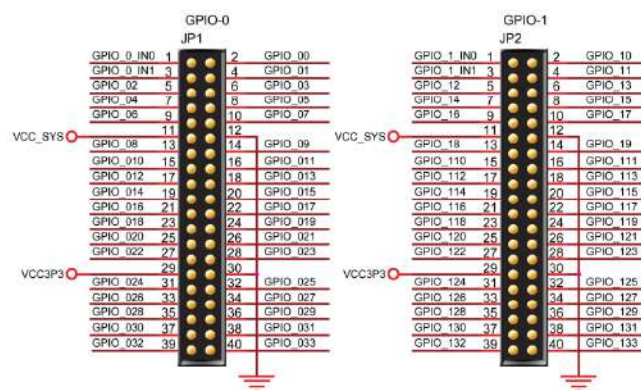 GPIO-0 GPIO-1
JP1 JP2
GPIO_0_IN0 1 2 GPIO_00 GPIO_1_IN0 1 2 GPIO_10
GPIO_0_IN1 3 4 GPIO_01 GPIO_1_IN1 3 4 GPIO_11
GPIO_02 5 6 GPIO_03 GPIO_12 5 6 GPIO_13
GPIO_04 7 8 GPIO_05 GPIO_14 7 8 GPIO_15
GPIO_06 9 10 GPIO_07 GPIO_16 9 10 GPIO_17
VCC_SYS 11 12 VCC_SYS 11 12
GPIO_08 13 14 GPIO_09 GPIO_18 13 14 GPIO_19
GPIO_010 15 16 GPIO_011 GPIO_110 15 16 GPIO_111
GPIO_012 17 18 GPIO_013 GPIO_112 17 18 GPIO_113
GPIO_014 19 20 GPIO_015 GPIO_114 19 20 GPIO_115
GPIO_016 21 22 GPIO_017 GPIO_116 21 22 GPIO_117
GPIO_018 23 24 GPIO_019 GPIO_118 23 24 GPIO_119
GPIO_020 25 26 GPIO_021 GPIO_120 25 26 GPIO_121
GPIO_022 27 28 GPIO_023 GPIO_122 27 28 GPIO_123
VCC3P3 29 30 VCC3P3 29 30
GPIO_024 31 32 GPIO_025 GPIO_124 31 32 GPIO_125
GPIO_026 33 34 GPIO_027 GPIO_126 33 34 GPIO_127
GPIO_028 35 36 GPIO_029 GPIO_128 35 36 GPIO_129
GPIO_030 37 38 GPIO_031 GPIO_130 37 38 GPIO_131
GPIO_032 39 40 GPIO_033 GPIO_132 39 40 GPIO_133